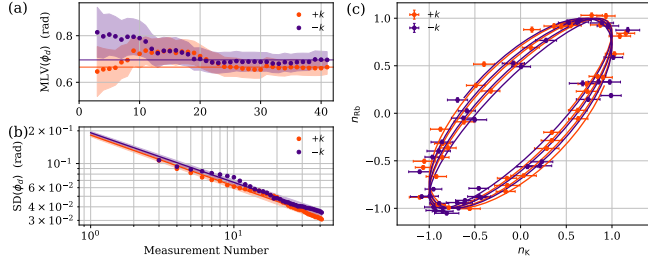 (a)
+k
−k
MLV(ϕd) (rad)
0.8
0.6
0
10
20
30
40
(b)
+k
−k
SD(ϕd) (rad)
2 × 10⁻¹
10⁻¹
6 × 10⁻²
4 × 10⁻²
3 × 10⁻²
10⁰
10¹
Measurement Number
(c)
+k
−k
nRb
1.0
0.5
0.0
−0.5
−1.0
−1.0
−0.5
0.0
0.5
1.0
nK